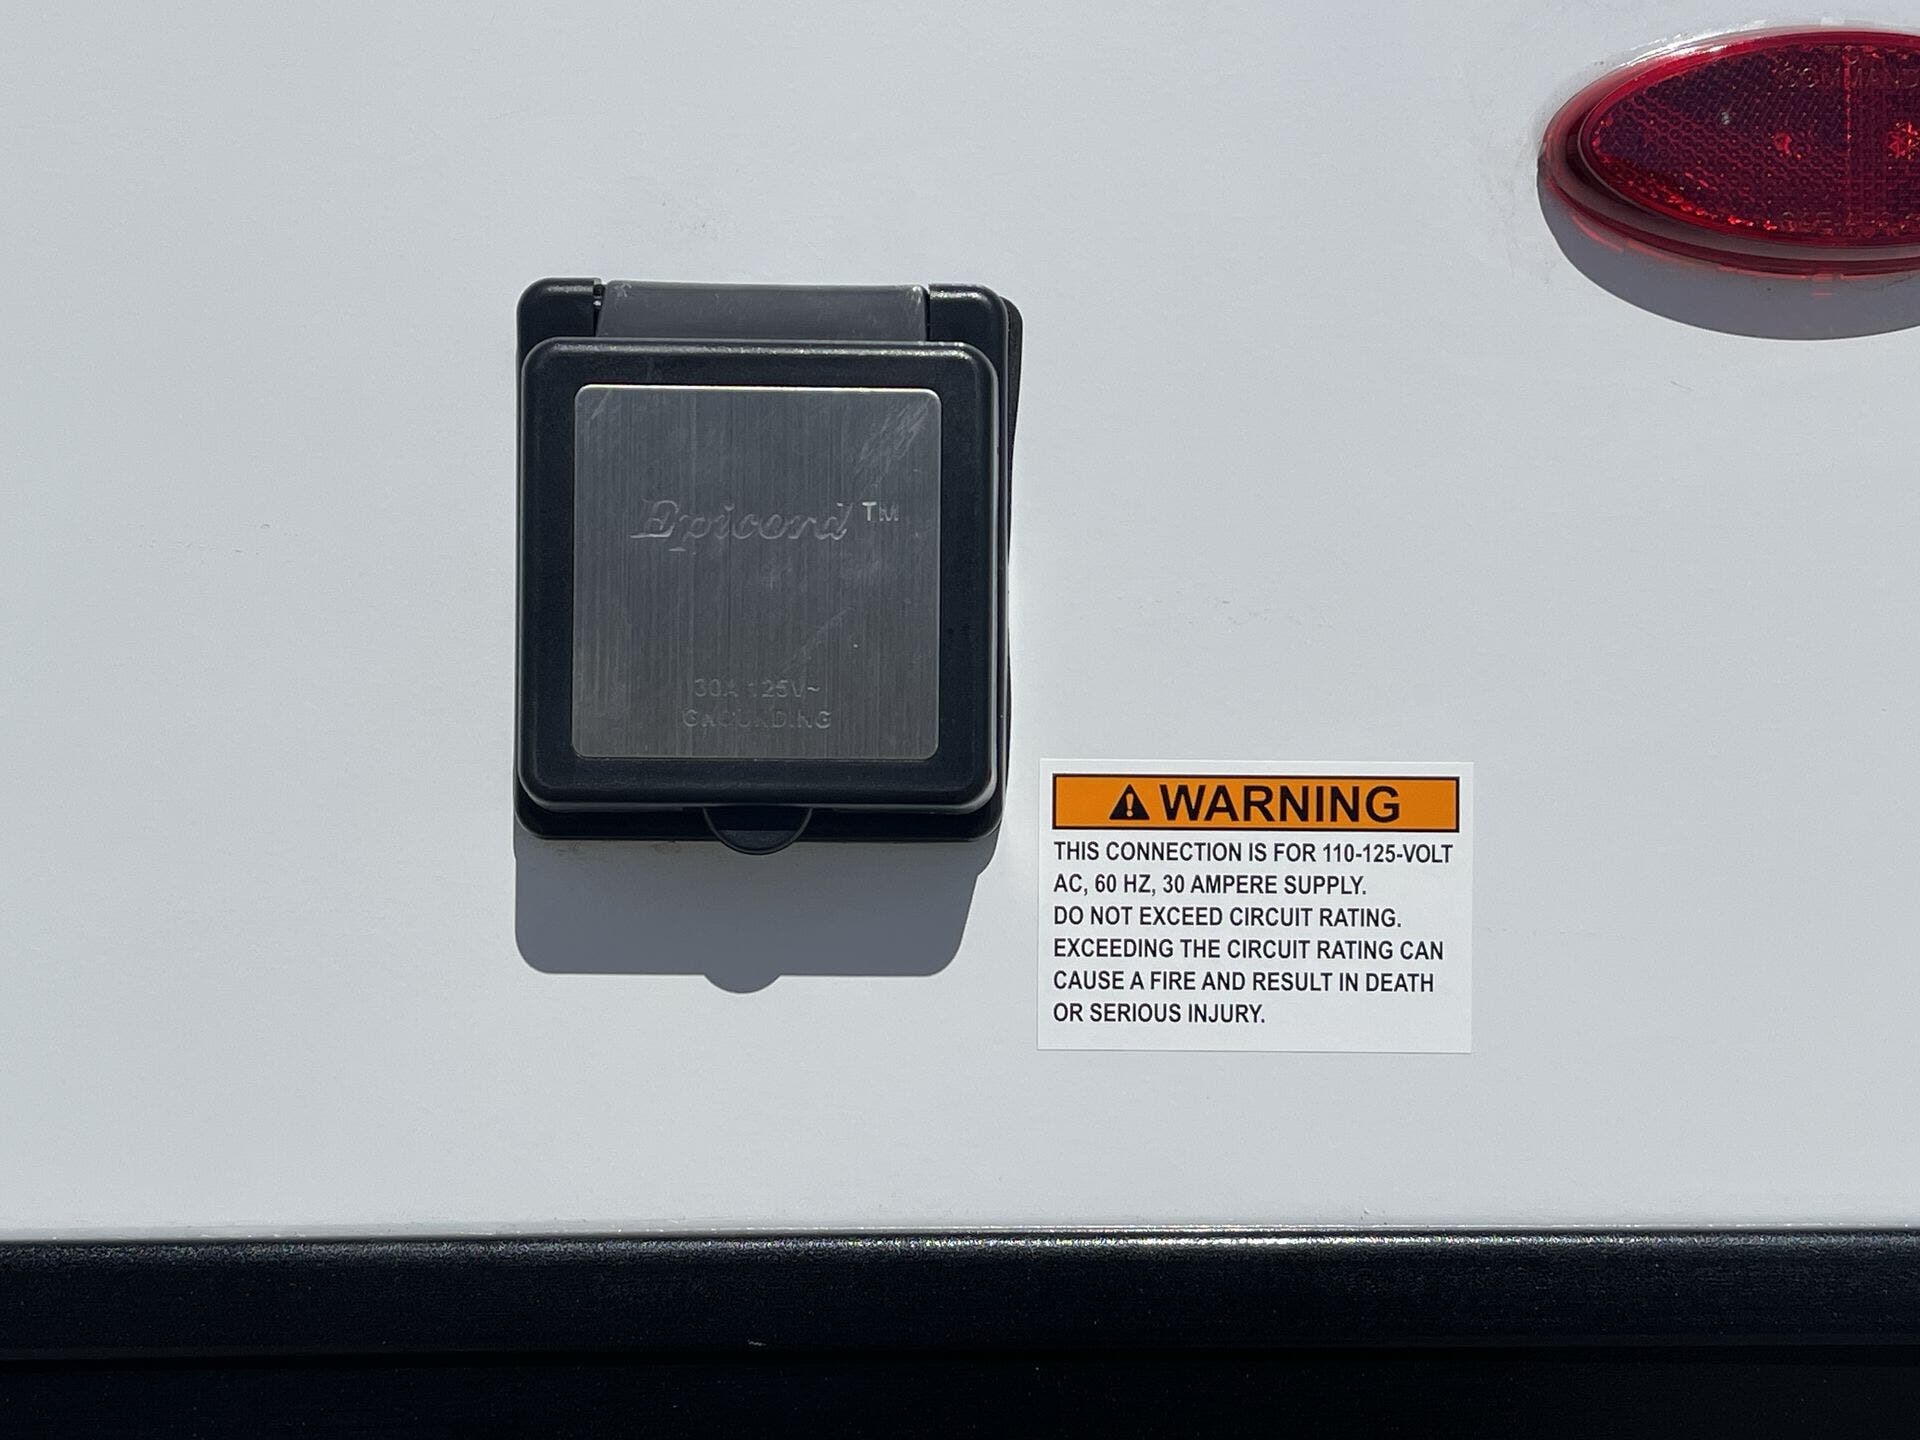 COMMAND
Epicord™
30A 125V~
GROUNDING
⚠WARNING
THIS CONNECTION IS FOR 110-125-VOLT
AC, 60 HZ, 30 AMPERE SUPPLY.
DO NOT EXCEED CIRCUIT RATING.
EXCEEDING THE CIRCUIT RATING CAN
CAUSE A FIRE AND RESULT IN DEATH
OR SERIOUS INJURY.